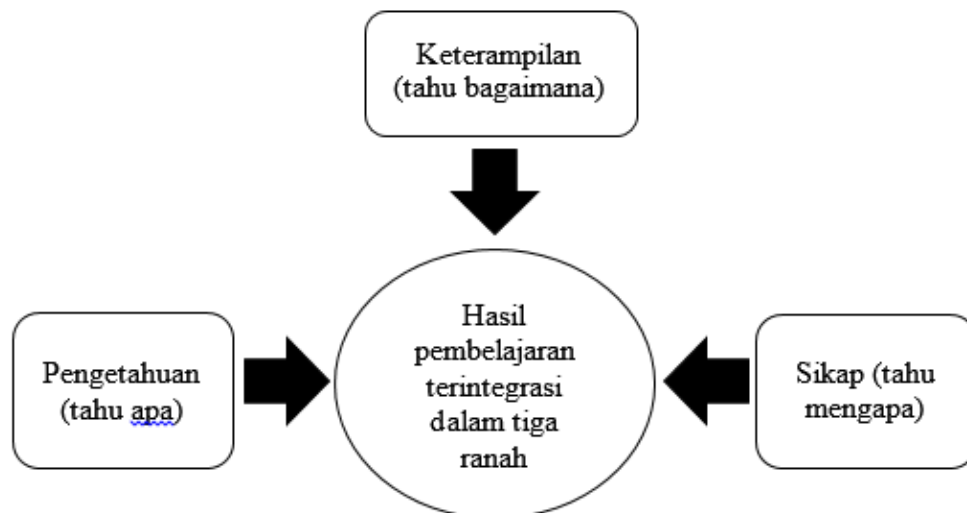 Keterampilan
(tahu bagaimana)
Pengetahuan
(tahu apa)
Hasil
pembelajaran
terintegrasi
dalam tiga
ranah
Sikap (tahu
mengapa)